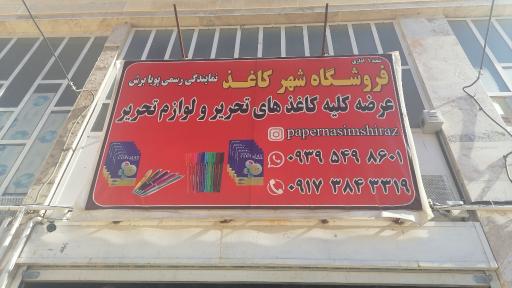 فروشگاه شهر کاغذ نمایندگی رسمی پویا پرش
عرضه کلیه کاغذ های تحریر و لوازم تحریر
papernasimshiraz
۰۹۳۹ ۵۴۹ ۸۶۰۱
۰۹۱۷ ۳۸۴ ۳۳۱۹